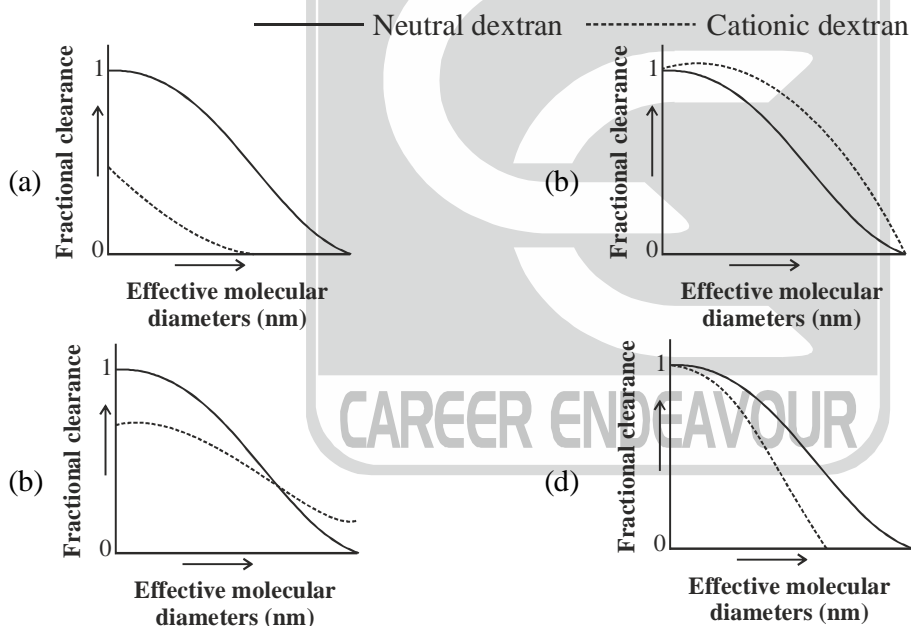 Neutral dextran Cationic dextran
(a)
Fractional clearance
1
0
Effective molecular
diameters (nm)
(b)
Fractional clearance
1
0
Effective molecular
diameters (nm)
(b)
Fractional clearance
1
0
Effective molecular
diameters (nm)
(d)
Fractional clearance
1
0
Effective molecular
diameters (nm)
CAREER ENDEAVOUR